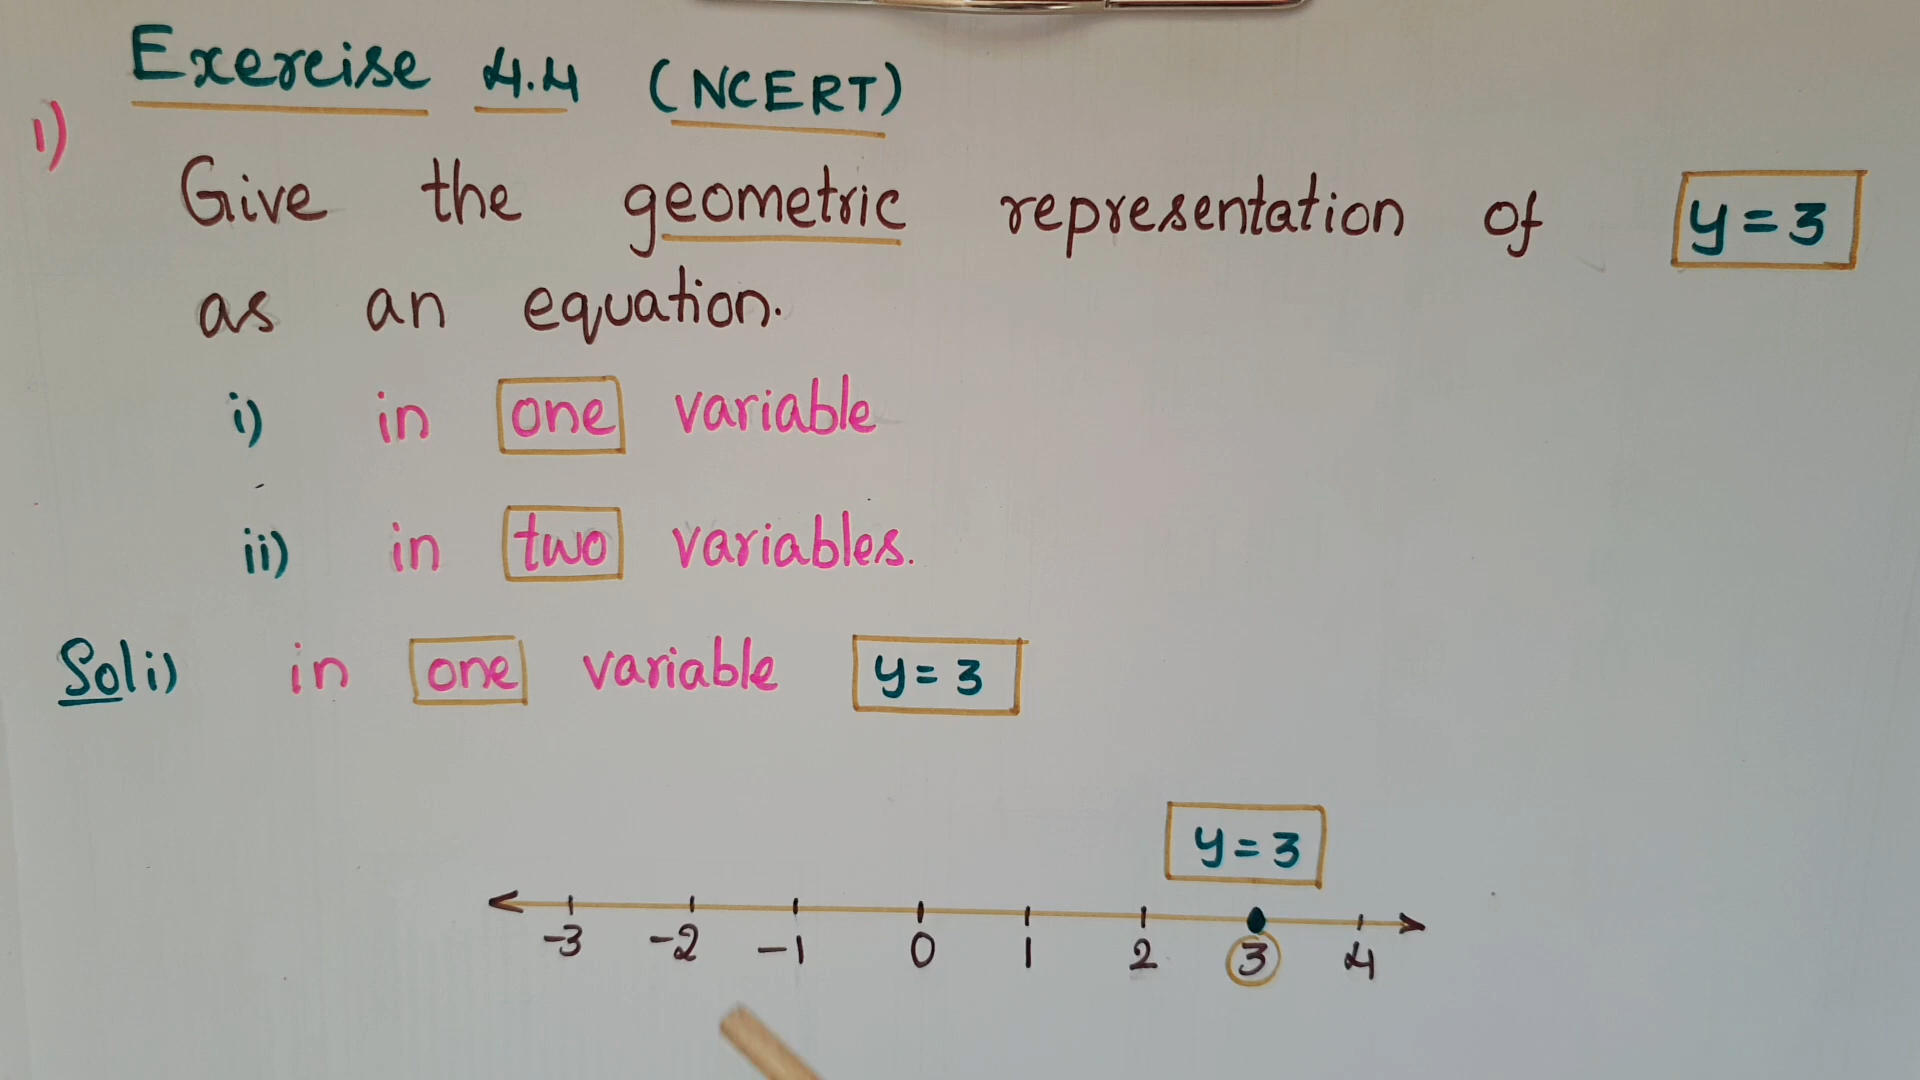 Exercise 4.4 (NCERT)
1)
Give the geometric representation of y=3
as an equation.
i) in one variable
ii) in two variables.
Sol i) in one variable y=3
y=3
-3 -2 -1 0 1 2 3 4